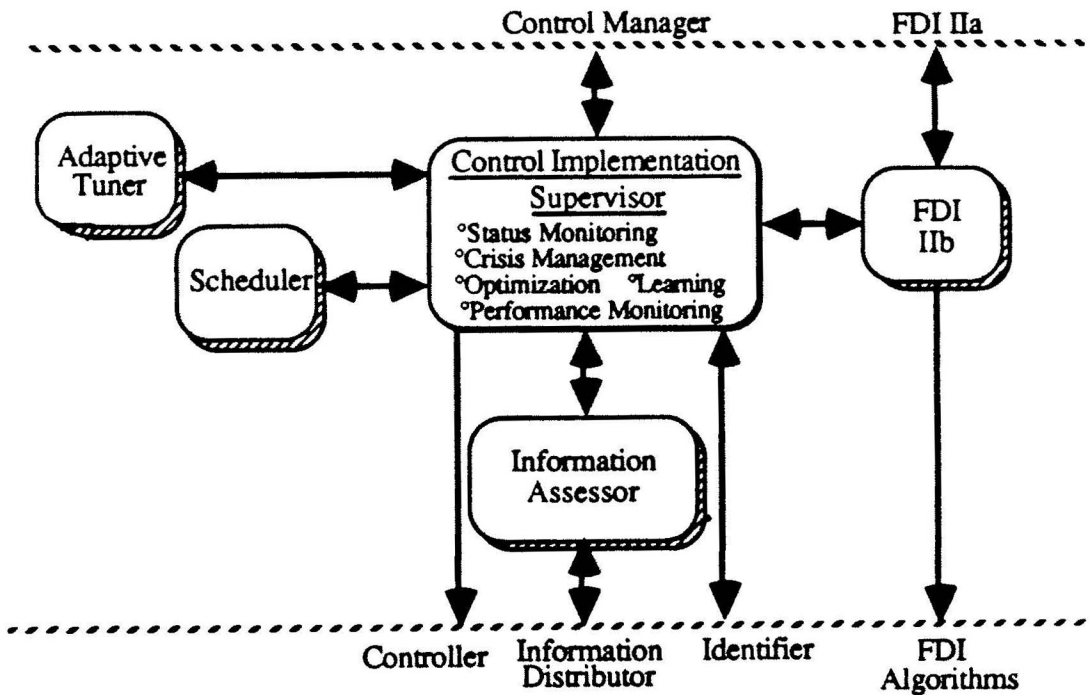 Control Manager
FDI IIa
Adaptive
Tuner
Control Implementation
Supervisor
°Status Monitoring
°Crisis Management
°Optimization °Learning
°Performance Monitoring
FDI
IIb
Scheduler
Information
Assessor
Controller
Information
Distributor
Identifier
FDI
Algorithms